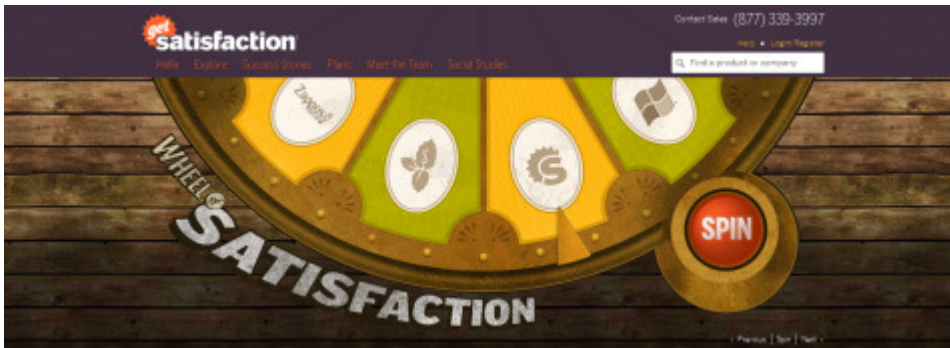 Contact Sales (877) 339-3997
get
satisfaction
Help • Login/Register
Hello Explore Success Stories Plans Meet the Team Social Studies
Find a product or company
Zappos
WHEEL of
SATISFACTION
S
SPIN
‹ Previous | Spin | Next ›